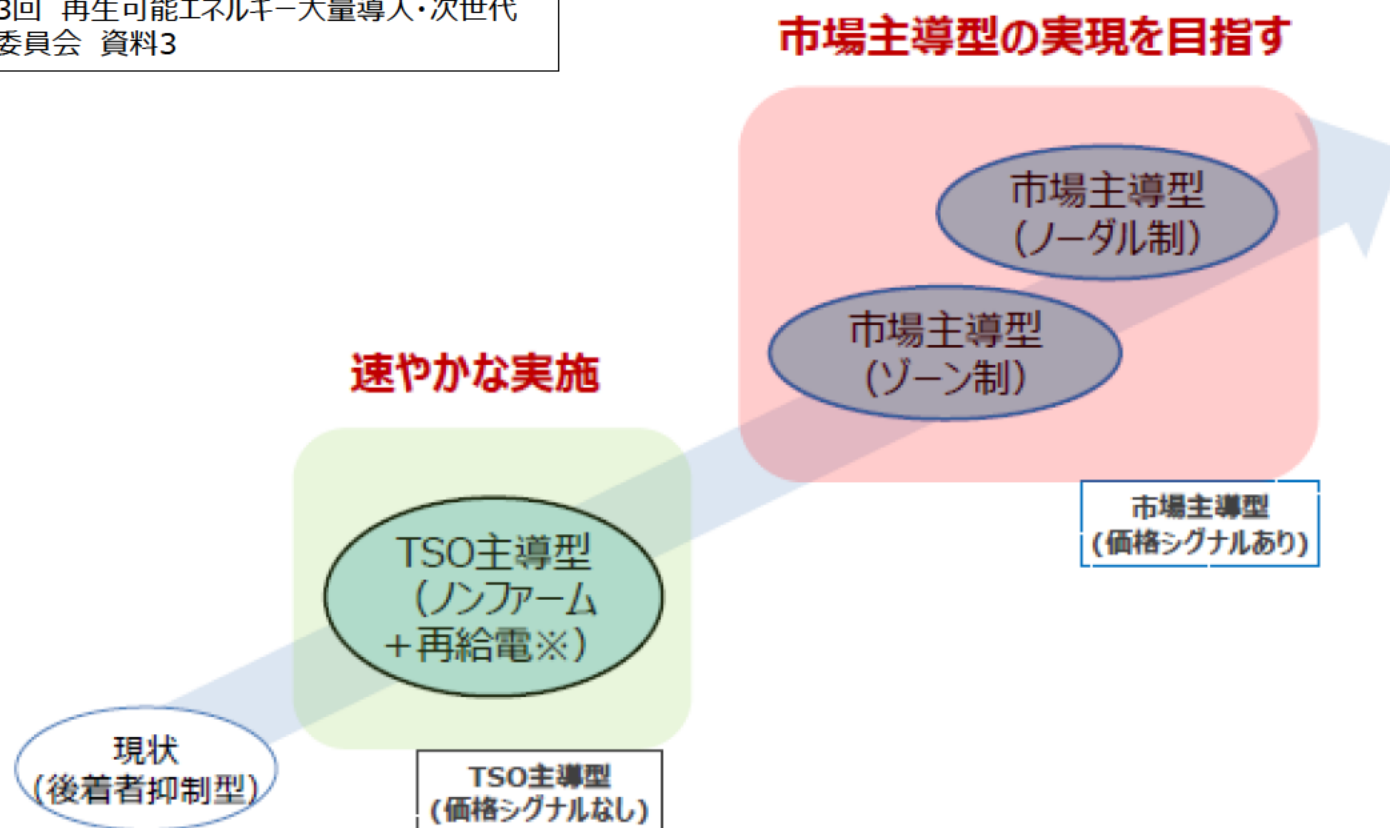 3回 再生可能エネルギー大量導入・次世代
委員会 資料3
市場主導型の実現を目指す
市場主導型
(ノーダル制)
市場主導型
(ゾーン制)
速やかな実施
市場主導型
(価格シグナルあり)
TSO主導型
(ノンファーム
+再給電※)
現状
(後着者抑制型)
TSO主導型
(価格シグナルなし)